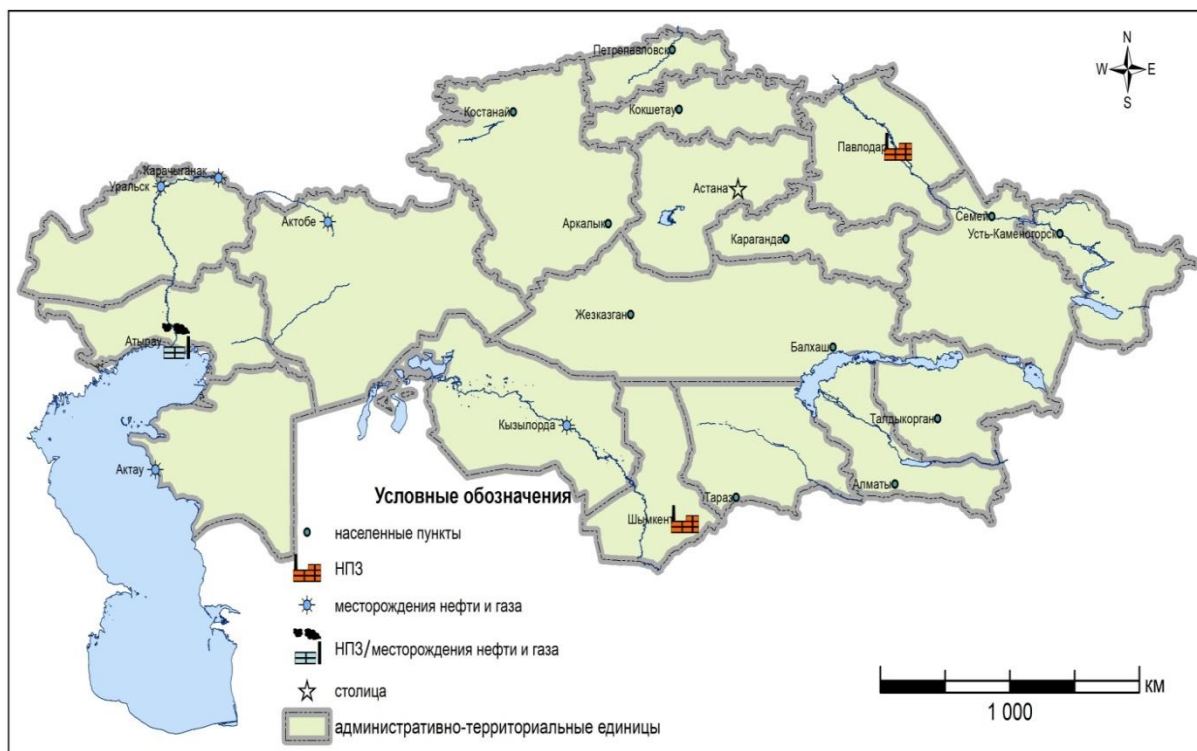 N
W E
S
Петропавловск
Костанай
Кокшетау
Павлодар
Карачыганак
Уральск
Астана
Семей
Актобе
Аркалык
Усть-Каменогорск
Караганда
Жезказган
Атырау
Балхаш
Талдыкорган
Кызылорда
Актау
Алматы
Тараз
Шымкент
Условные обозначения
населенные пункты
НПЗ
месторождения нефти и газа
НПЗ/месторождения нефти и газа
столица
административно-территориальные единицы
КМ
1 000